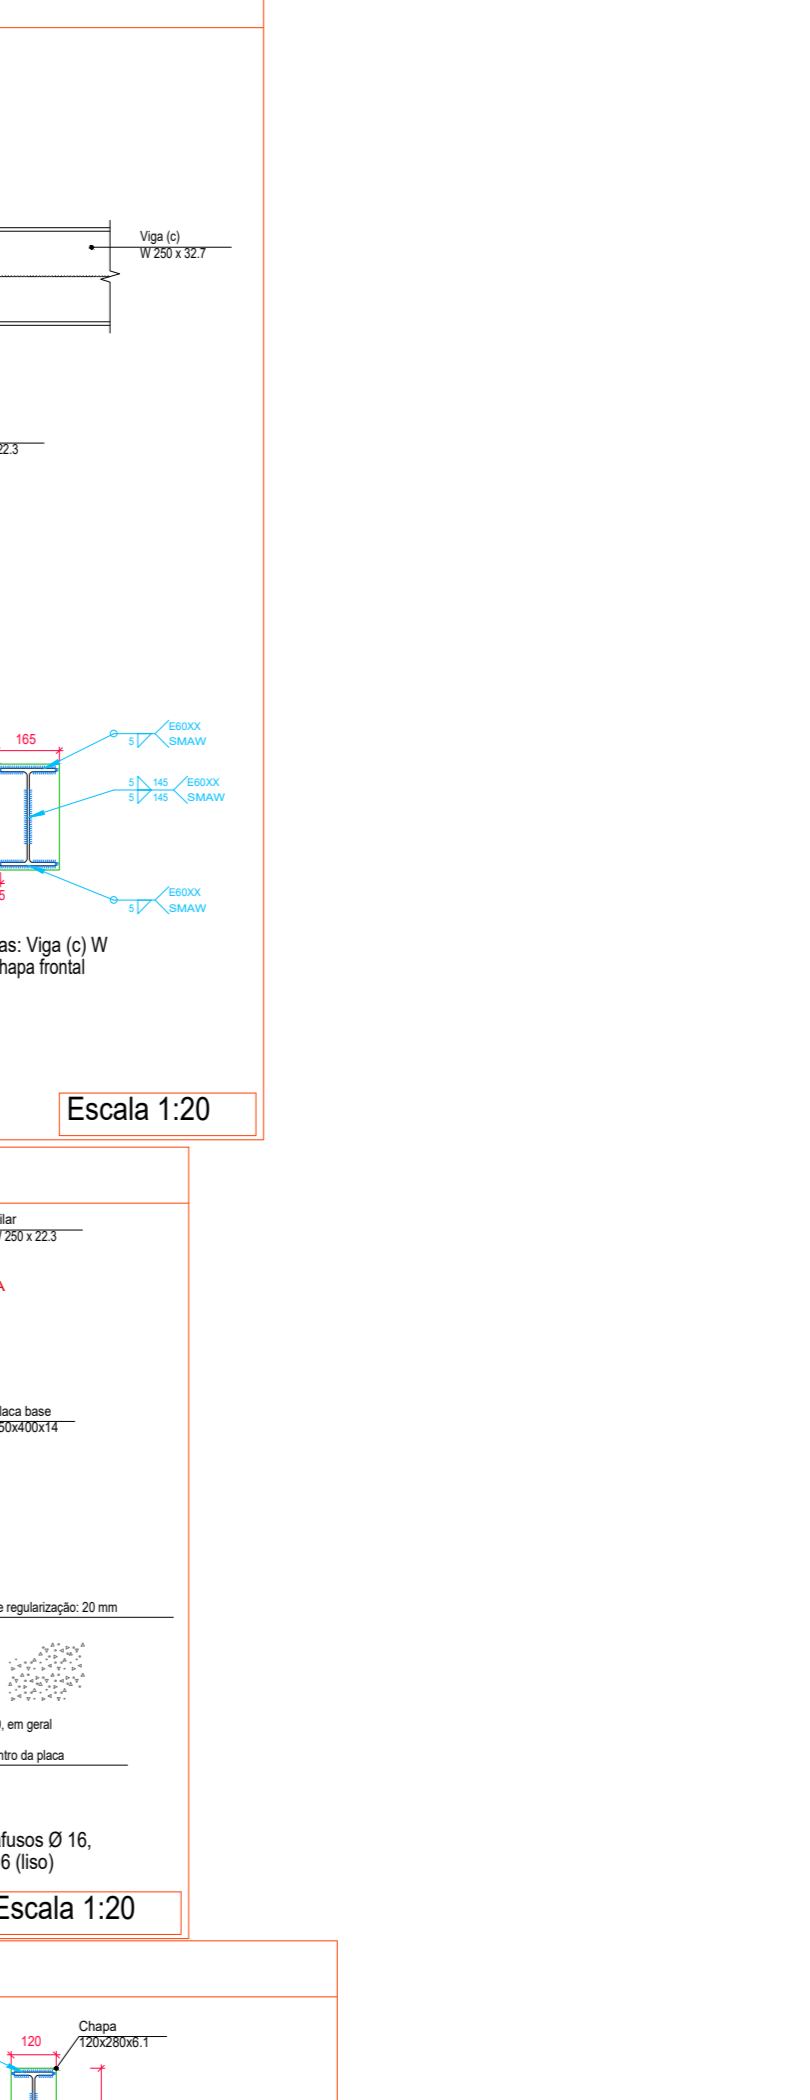 Viga (c)
W 250 x 32.7
22.3
165
E60XX
5
SMAW
5 145 E60XX
5 145 SMAW
E60XX
5
SMAW
5
as: Viga (c) W
hapa frontal
Escala 1:20
ilar
250 x 22.3
A
laca base
50x400x14
e regularização: 20 mm
, em geral
ntro da placa
fusos Ø 16,
6 (liso)
Escala 1:20
Chapa
120x280x6.1
120